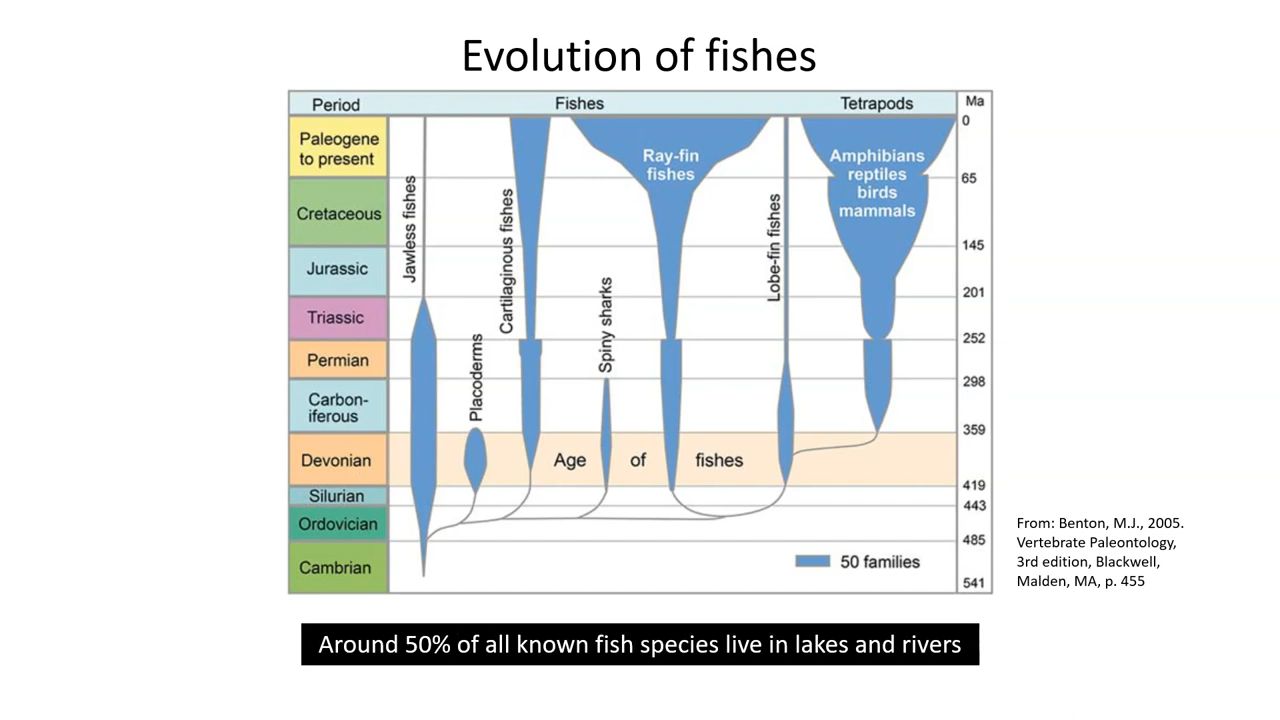 Evolution of fishes
Period
Fishes
Tetrapods
Ma
0
Paleogene
to present
Ray-fin
fishes
Amphibians
reptiles
birds
mammals
65
Cretaceous
Jawless fishes
Cartilaginous fishes
Lobe-fin fishes
145
Jurassic
201
Triassic
Spiny sharks
252
Permian
Placoderms
298
Carbon-
iferous
359
Devonian
Age of fishes
419
Silurian
443
Ordovician
485
Cambrian
50 families
541
From: Benton, M.J., 2005.
Vertebrate Paleontology,
3rd edition, Blackwell,
Malden, MA, p. 455
Around 50% of all known fish species live in lakes and rivers